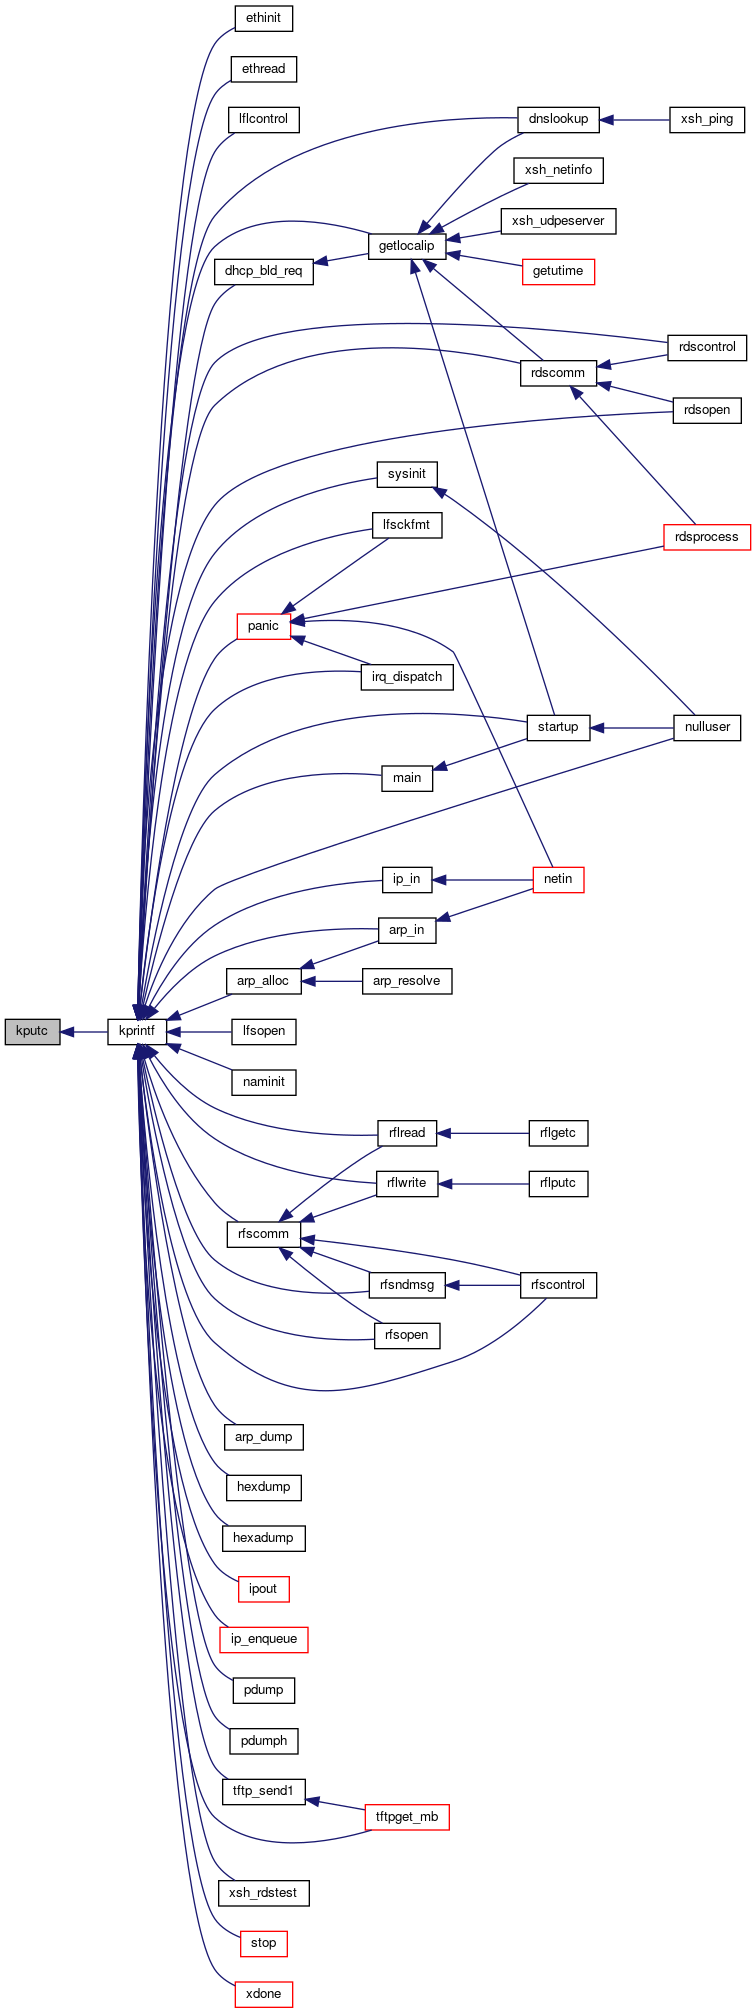 ethinit
ethread
lflcontrol
dnslookup
xsh_ping
xsh_netinfo
xsh_udpeserver
getlocalip
dhcp_bld_req
getutime
rdscontrol
rdscomm
rdsopen
sysinit
lfsckfmt
rdsprocess
panic
irq_dispatch
startup
nulluser
main
ip_in
netin
arp_in
arp_alloc
arp_resolve
kputc
kprintf
lfsopen
naminit
rflread
rflgetc
rflwrite
rflputc
rfscomm
rfsndmsg
rfscontrol
rfsopen
arp_dump
hexdump
hexadump
ipout
ip_enqueue
pdump
pdumph
tftp_send1
tftpget_mb
xsh_rdstest
stop
xdone